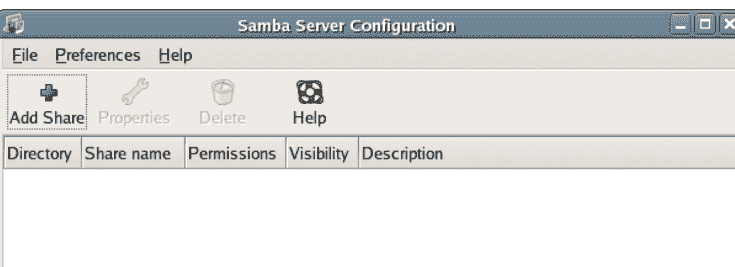 Samba Server Configuration
File Preferences Help
Add Share Properties Delete Help
Directory Share name Permissions Visibility Description